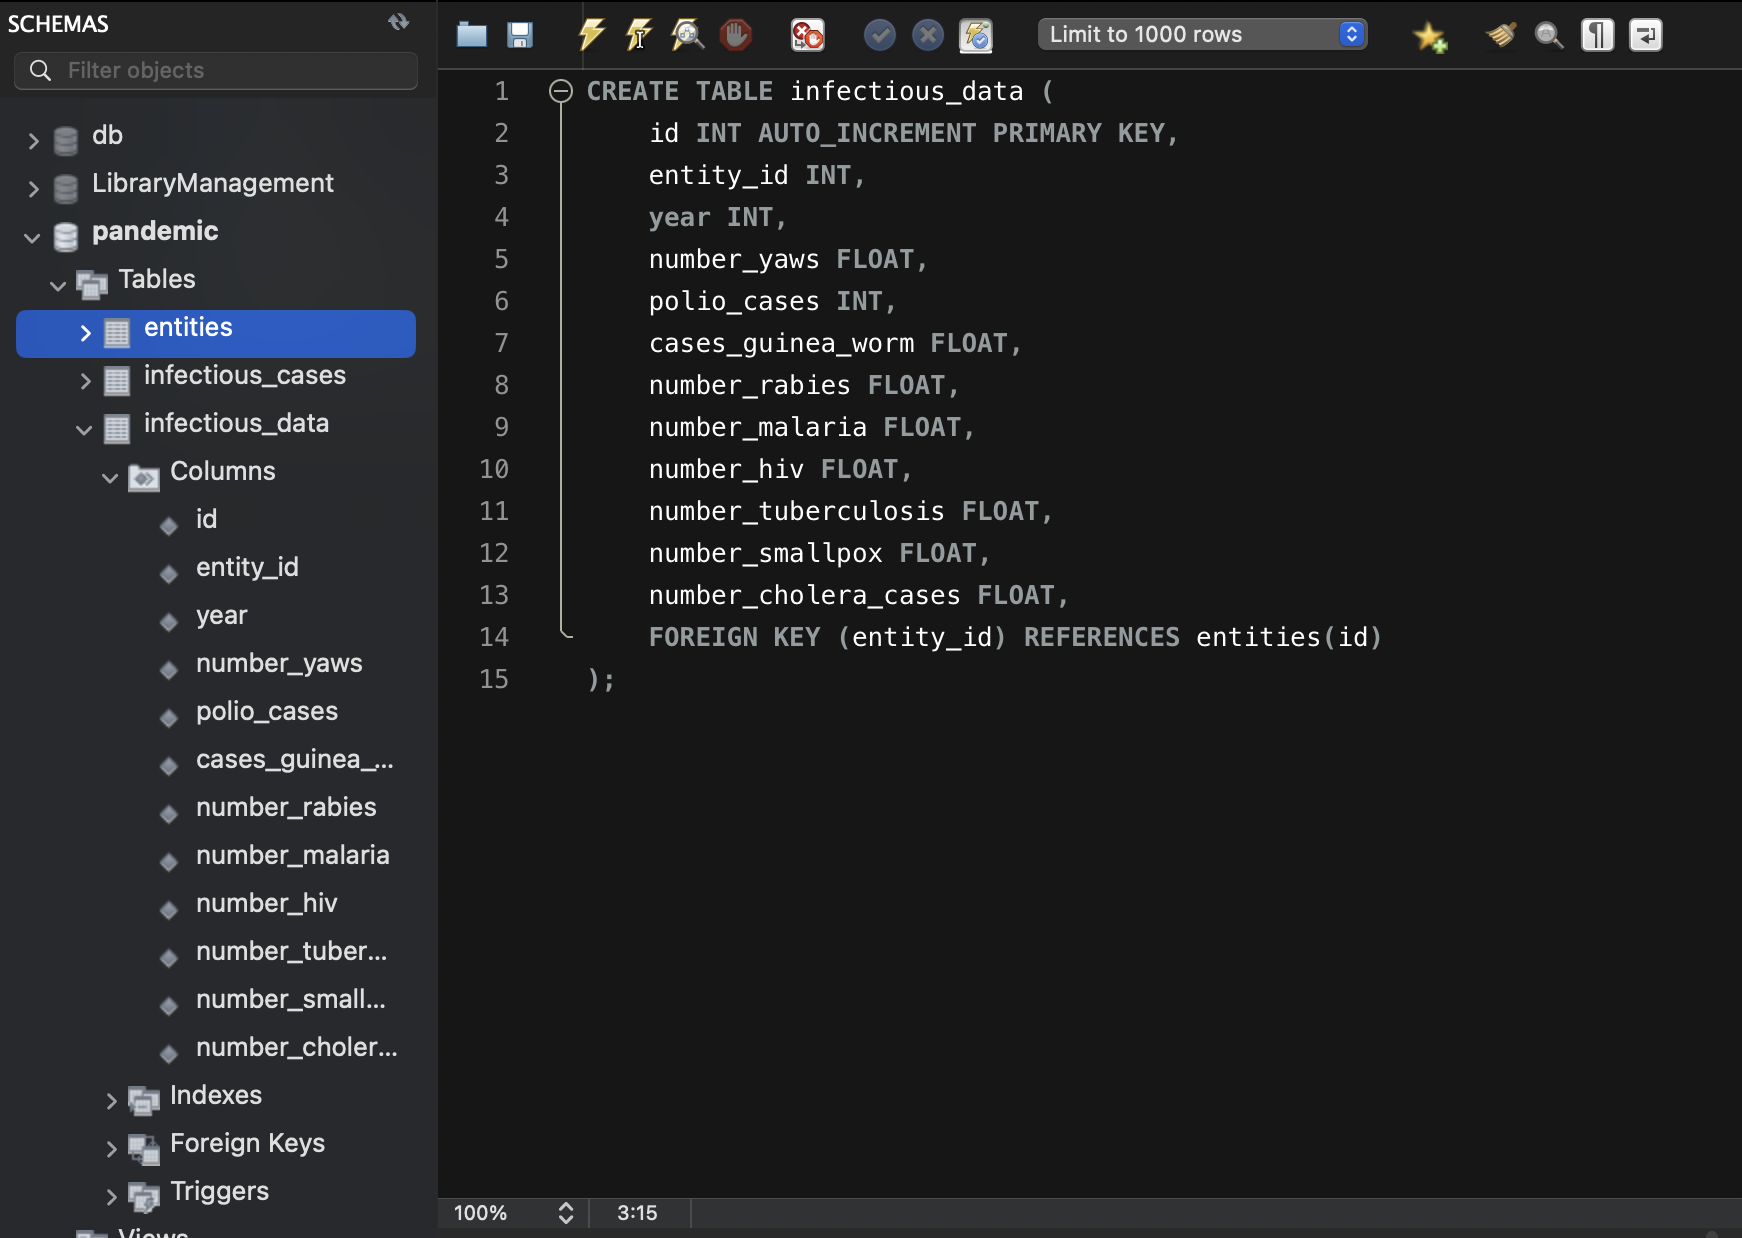 SCHEMAS
Filter objects
db
LibraryManagement
pandemic
Tables
entities
infectious_cases
infectious_data
Columns
id
entity_id
year
number_yaws
polio_cases
cases_guinea_...
number_rabies
number_malaria
number_hiv
number_tuber...
number_small...
number_choler...
Indexes
Foreign Keys
Triggers
Views
Limit to 1000 rows
1 CREATE TABLE infectious_data (
2 id INT AUTO_INCREMENT PRIMARY KEY,
3 entity_id INT,
4 year INT,
5 number_yaws FLOAT,
6 polio_cases INT,
7 cases_guinea_worm FLOAT,
8 number_rabies FLOAT,
9 number_malaria FLOAT,
10 number_hiv FLOAT,
11 number_tuberculosis FLOAT,
12 number_smallpox FLOAT,
13 number_cholera_cases FLOAT,
14 FOREIGN KEY (entity_id) REFERENCES entities(id)
15 );
100% 3:15